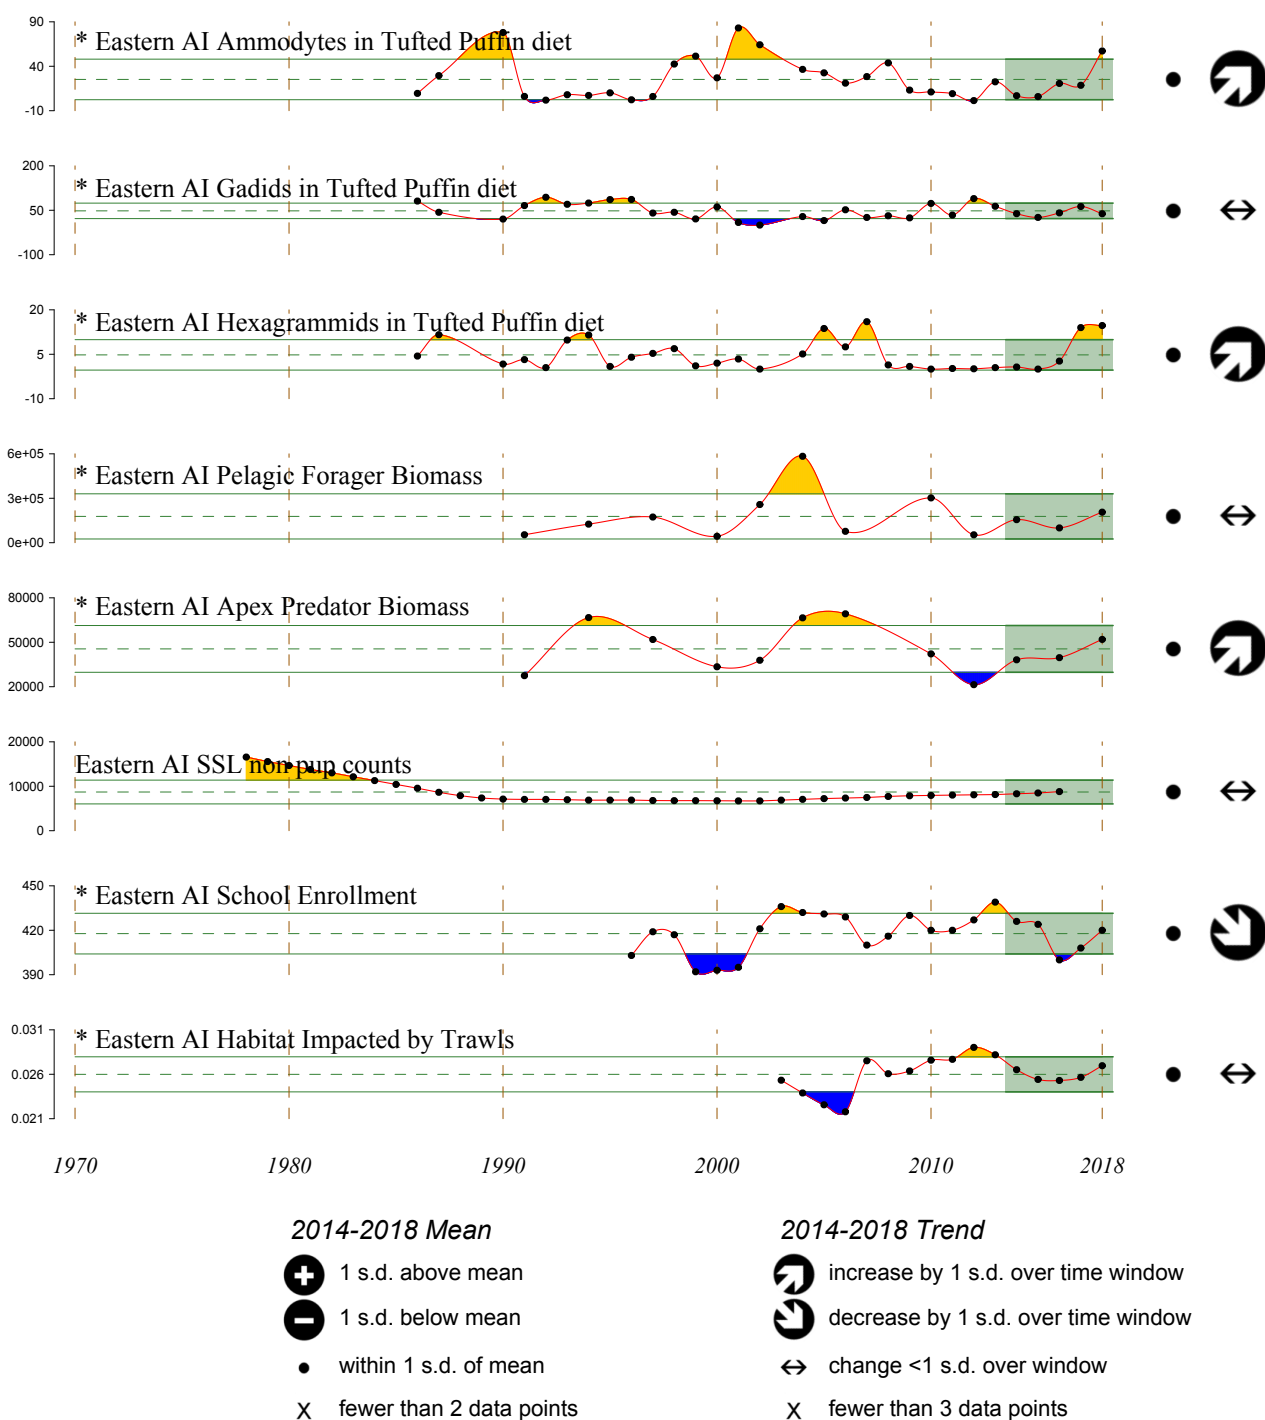 * Eastern AI Ammodytes in Tufted Puffin diet
90
40
-10
* Eastern AI Gadids in Tufted Puffin diet
200
50
-100
* Eastern AI Hexagrammids in Tufted Puffin diet
20
5
-10
* Eastern AI Pelagic Forager Biomass
6e+05
3e+05
0e+00
* Eastern AI Apex Predator Biomass
80000
50000
20000
Eastern AI SSL non pup counts
20000
10000
0
* Eastern AI School Enrollment
450
420
390
* Eastern AI Habitat Impacted by Trawls
0.031
0.026
0.021
1970 1980 1990 2000 2010 2018
2014-2018 Mean
1 s.d. above mean
1 s.d. below mean
within 1 s.d. of mean
x fewer than 2 data points
2014-2018 Trend
increase by 1 s.d. over time window
decrease by 1 s.d. over time window
change <1 s.d. over window
x fewer than 3 data points